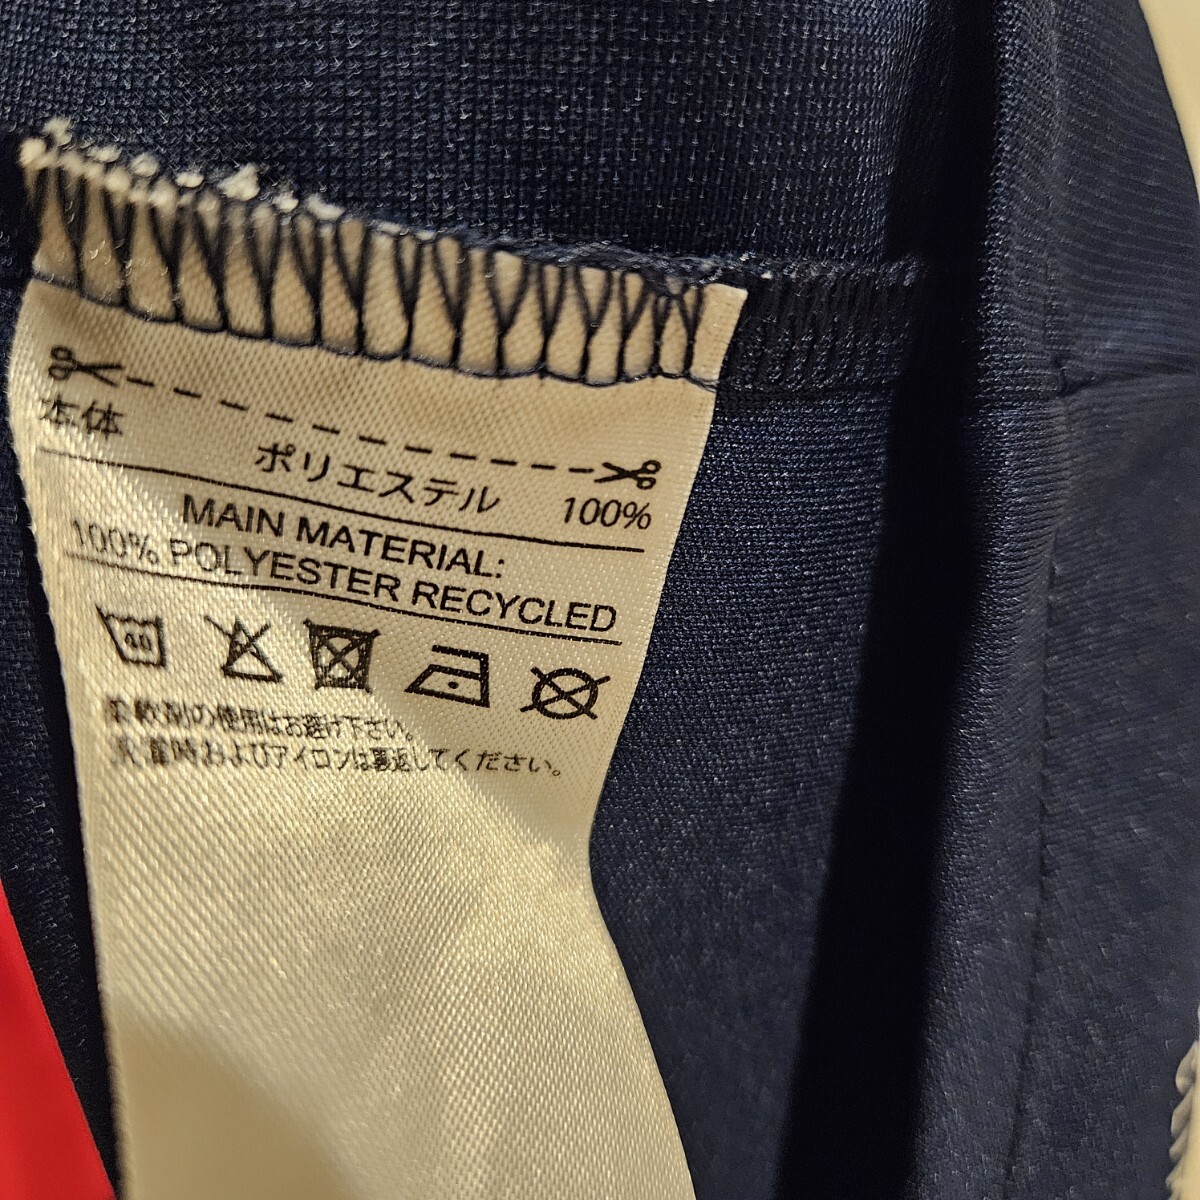 本体
ポリエステル 100%
MAIN MATERIAL:
100% POLYESTER RECYCLED
40
柔軟剤の使用はお避け下さい。
洗濯時およびアイロンは裏返してください。